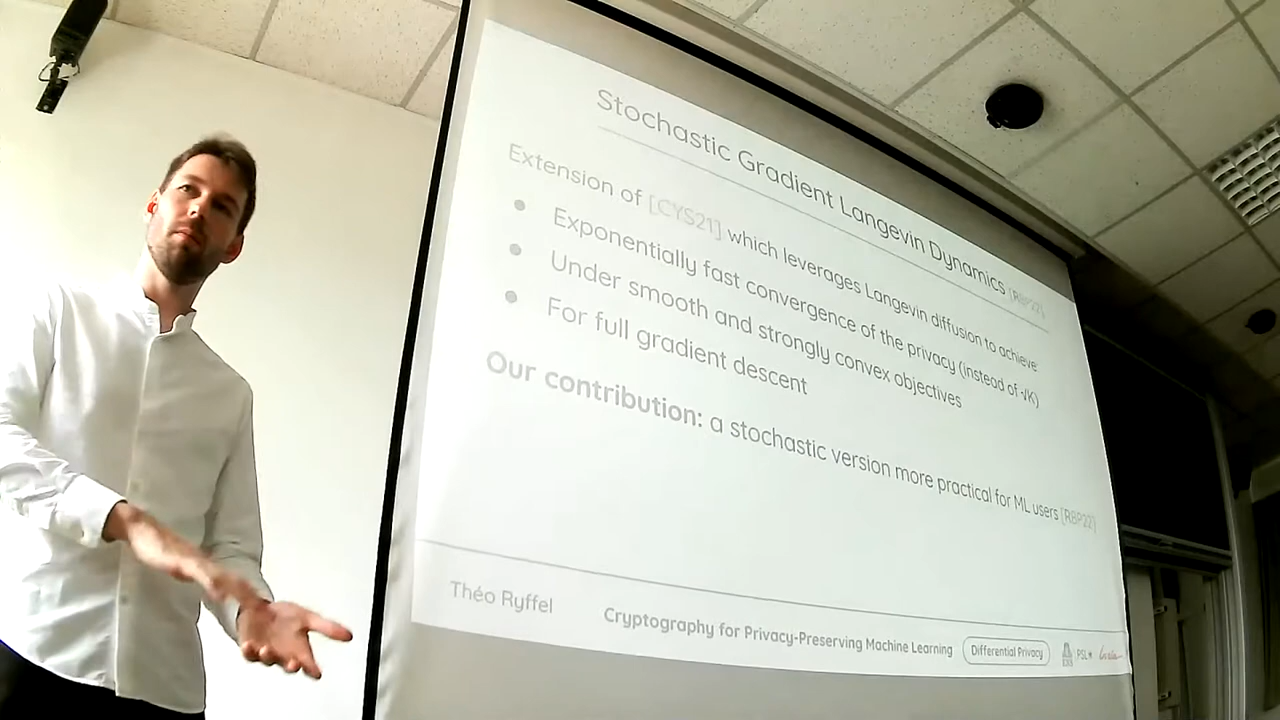 Stochastic Gradient Langevin Dynamics [RBP22]
Extension of [CYS21] which leverages Langevin diffusion to achieve:
● Exponentially fast convergence of the privacy (instead of √K)
● Under smooth and strongly convex objectives
● For full gradient descent
Our contribution: a stochastic version more practical for ML users [RBP22]
Théo Ryffel
Cryptography for Privacy-Preserving Machine Learning
Differential Privacy
PSL★
Inria